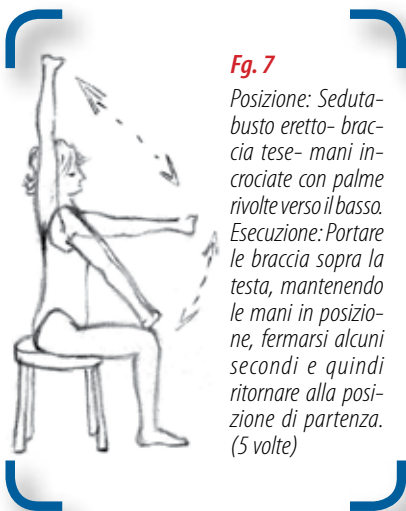 Fg. 7
Posizione: Seduta-
busto eretto- brac-
cia tese- mani in-
crociate con palme
rivolte verso il basso.
Esecuzione: Portare
le braccia sopra la
testa, mantenendo
le mani in posizio-
ne, fermarsi alcuni
secondi e quindi
ritornare alla posi-
zione di partenza.
(5 volte)